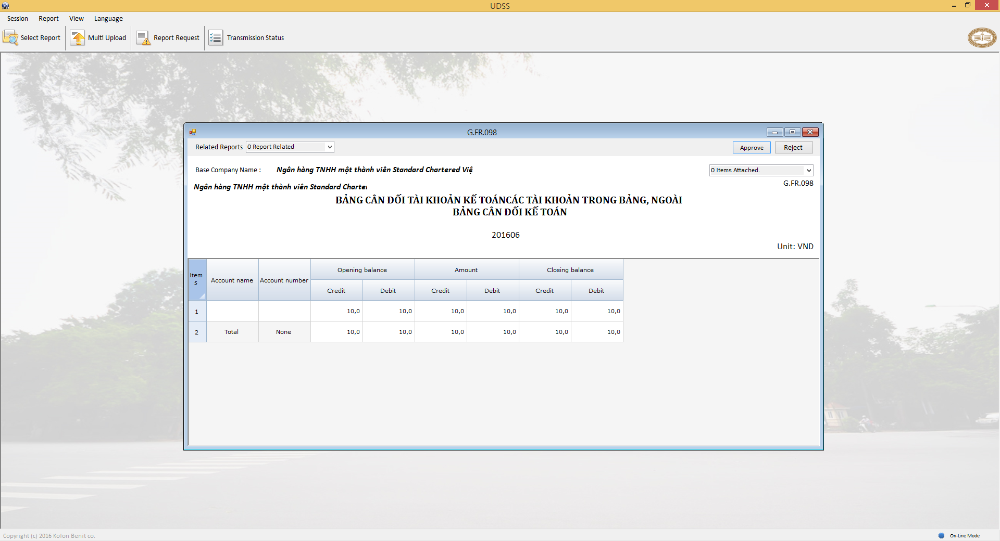 UDSS
Session Report View Language
Select Report Multi Upload Report Request Transmission Status
G.FR.098
Related Reports 0 Report Related Approve Reject
Base Company Name : Ngân hàng TNHH một thành viên Standard Chartered Việ 0 Items Attached.
G.FR.098
Ngân hàng TNHH một thành viên Standard Charter
BẢNG CÂN ĐỐI TÀI KHOẢN KẾ TOÁNCÁC TÀI KHOẢN TRONG BẢNG, NGOÀI
BẢNG CÂN ĐỐI KẾ TOÁN
201606
Unit: VND
Items Account name Account number Opening balance Amount Closing balance
Credit Debit Credit Debit Credit Debit
1 10,0 10,0 10,0 10,0 10,0 10,0
2 Total None 10,0 10,0 10,0 10,0 10,0 10,0
Copyright (c) 2016 Kolon Benit co. On-Line Mode